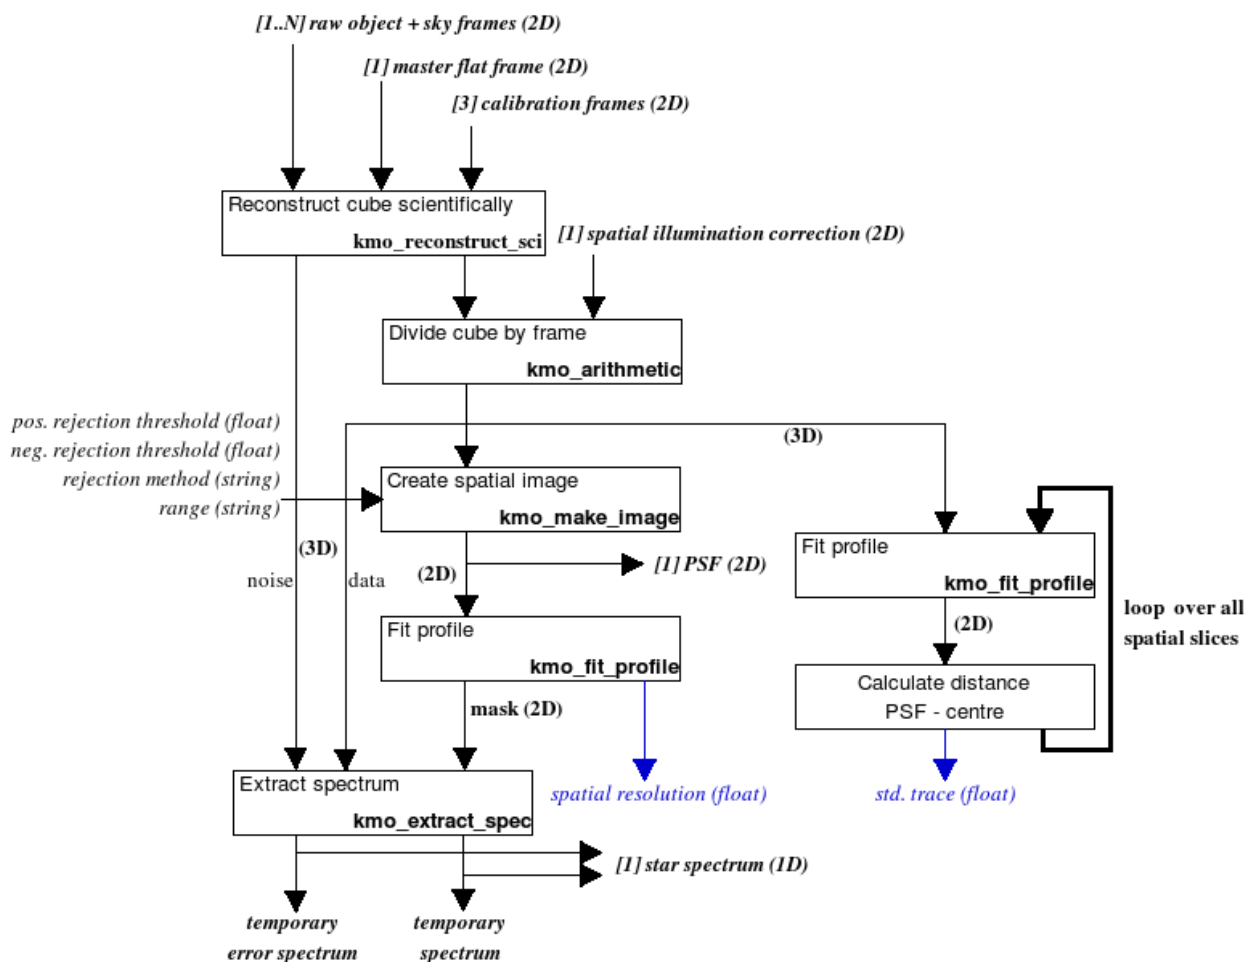 [1..N] raw object + sky frames (2D)
[1] master flat frame (2D)
[3] calibration frames (2D)
Reconstruct cube scientifically
kmo_reconstruct_sci
[1] spatial illumination correction (2D)
Divide cube by frame
kmo_arithmetic
pos. rejection threshold (float)
neg. rejection threshold (float)
rejection method (string)
range (string)
(3D)
Create spatial image
kmo_make_image
(3D)
noise
data
(2D)
[1] PSF (2D)
Fit profile
kmo_fit_profile
Fit profile
kmo_fit_profile
(2D)
loop over all
spatial slices
mask (2D)
Calculate distance
PSF - centre
Extract spectrum
kmo_extract_spec
spatial resolution (float)
std. trace (float)
[1] star spectrum (1D)
temporary
error spectrum
temporary
spectrum